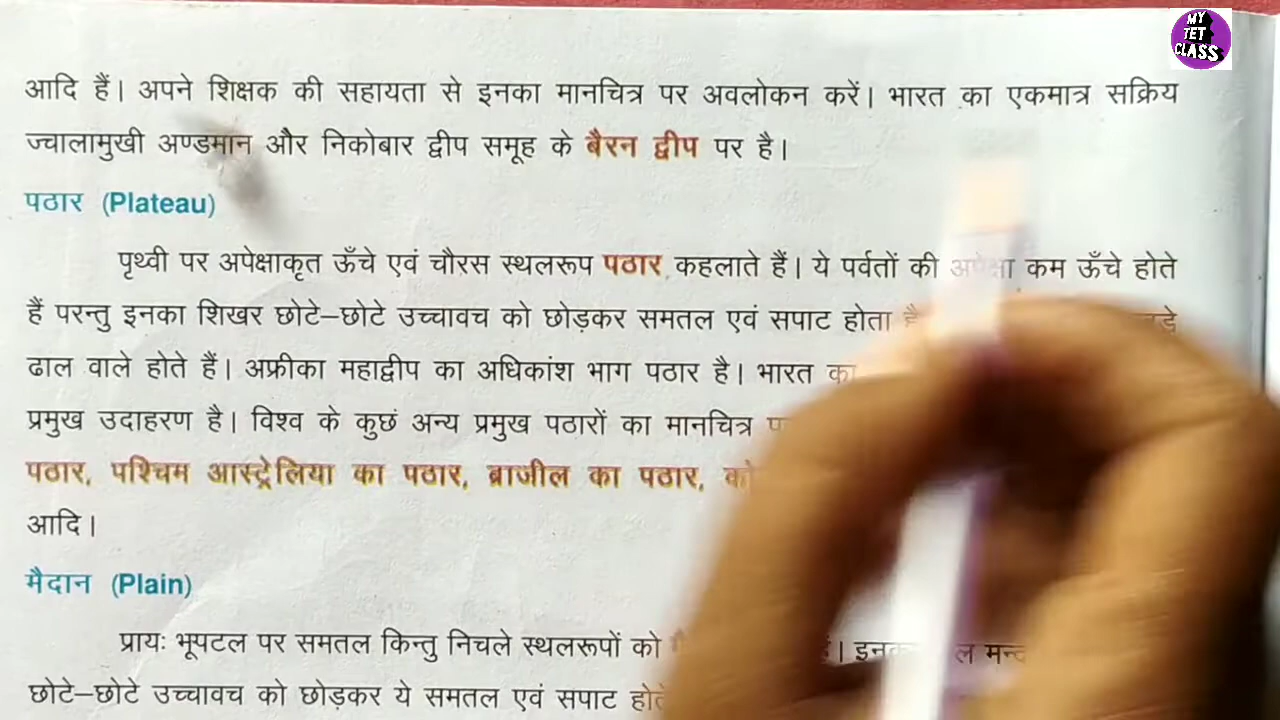 MY
TET
CLASS
आदि हैं। अपने शिक्षक की सहायता से इनका मानचित्र पर अवलोकन करें। भारत का एकमात्र सक्रिय
ज्वालामुखी अण्डमान और निकोबार द्वीप समूह के बैरन द्वीप पर है।
पठार (Plateau)
पृथ्वी पर अपेक्षाकृत ऊँचे एवं चौरस स्थलरूप पठार कहलाते हैं। ये पर्वतों की अपेक्षा कम ऊँचे होते
हैं परन्तु इनका शिखर छोटे–छोटे उच्चावच को छोड़कर समतल एवं सपाट होता
ढाल वाले होते हैं। अफ्रीका महाद्वीप का अधिकांश भाग पठार है। भारत का
प्रमुख उदाहरण है। विश्व के कुछ अन्य प्रमुख पठारों का मानचित्र
पठार, पश्चिम आस्ट्रेलिया का पठार, ब्राजील का पठार,
आदि।
मैदान (Plain)
प्रायः भूपटल पर समतल किन्तु निचले स्थलरूपों को
छोटे–छोटे उच्चावच को छोड़कर ये समतल एवं सपाट होते